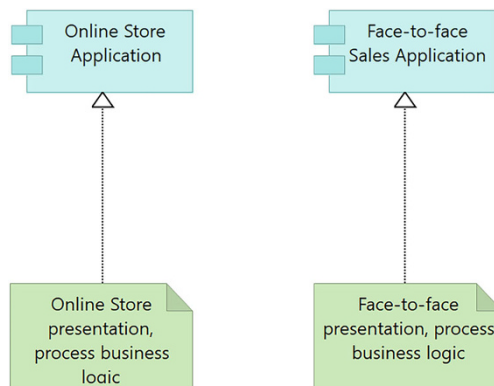 Online Store
Application
Face-to-face
Sales Application
Online Store
presentation,
process business
logic
Face-to-face
presentation, process
business logic